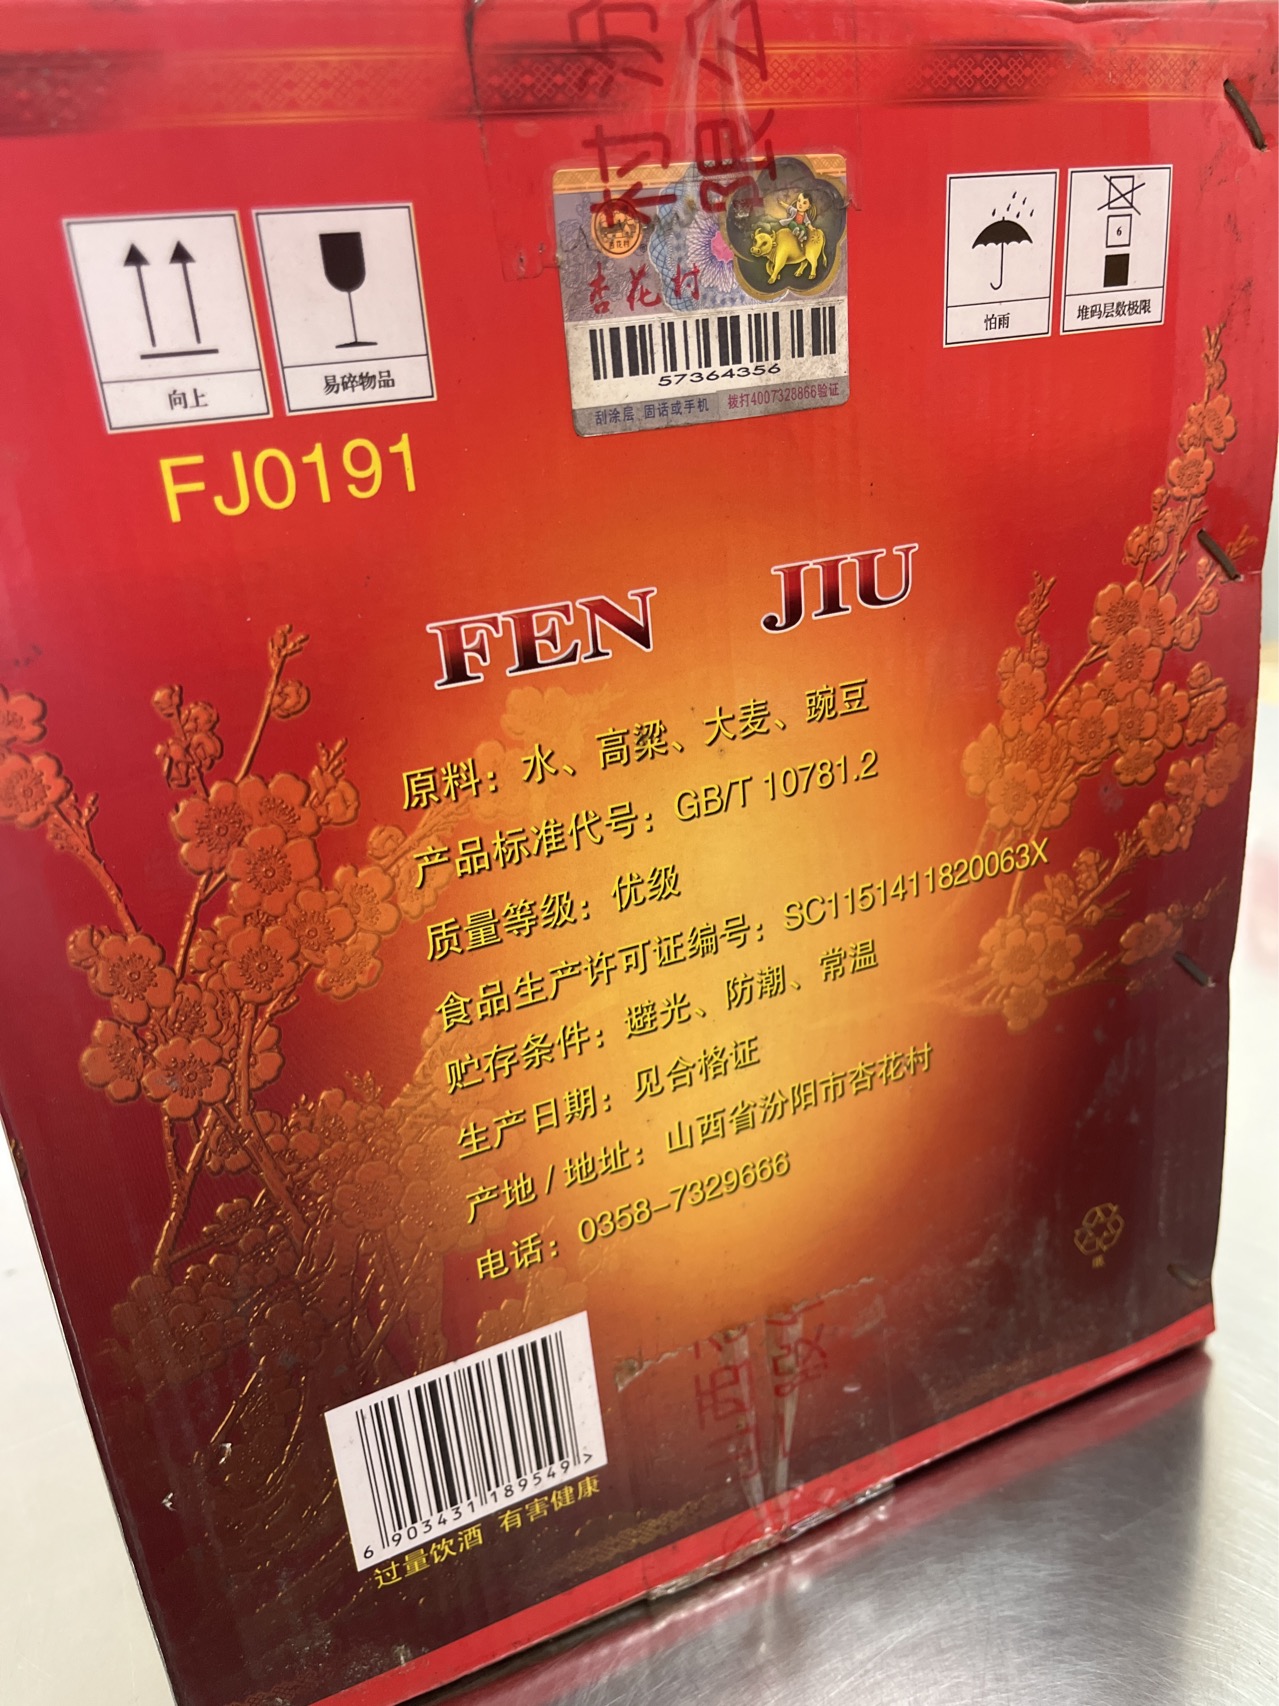 杏花村
57364356
刮涂层 固话或手机 拨打4007328866验证
向上
易碎物品
怕雨
6
堆码层数极限
FJ0191
FEN JIU
原料：水、高粱、大麦、豌豆
产品标准代号：GB/T 10781.2
质量等级：优级
食品生产许可证编号：SC1151411820063X
贮存条件：避光、防潮、常温
生产日期：见合格证
产地/地址：山西省汾阳市杏花村
电话：0358-7329666
6 903431 189549 >
过量饮酒 有害健康